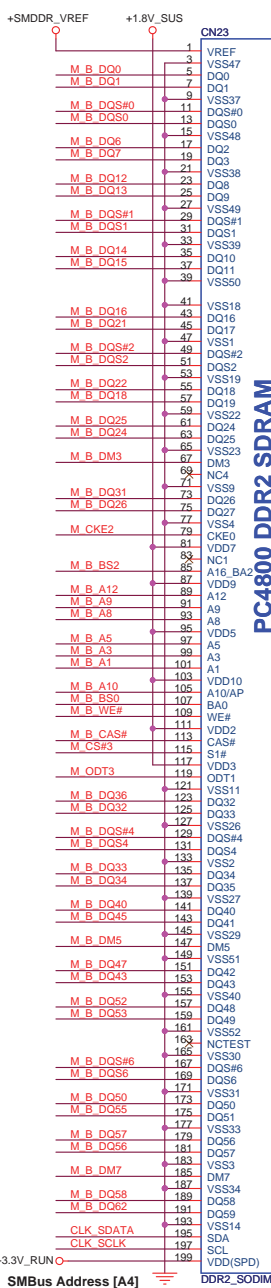 +SMDDR_VREF +1.8V_SUS
CN23
1 VREF
3 VSS47
M_B_DQ0 5 DQ0
M_B_DQ1 7 DQ1
9 VSS37
M_B_DQS#0 11 DQS#0
M_B_DQS0 13 DQS0
15 VSS48
M_B_DQ6 17 DQ2
M_B_DQ7 19 DQ3
21 VSS38
M_B_DQ12 23 DQ8
M_B_DQ13 25 DQ9
27 VSS49
M_B_DQS#1 29 DQS#1
M_B_DQS1 31 DQS1
33 VSS39
M_B_DQ14 35 DQ10
M_B_DQ15 37 DQ11
39 VSS50
41 VSS18
M_B_DQ16 43 DQ16
M_B_DQ21 45 DQ17
47 VSS1
M_B_DQS#2 49 DQS#2
M_B_DQS2 51 DQS2
53 VSS19
M_B_DQ22 55 DQ18
M_B_DQ18 57 DQ19
59 VSS22
M_B_DQ25 61 DQ24
M_B_DQ24 63 DQ25
65 VSS23
M_B_DM3 67 DM3
69 NC4
71 VSS9
M_B_DQ31 73 DQ26
M_B_DQ26 75 DQ27
77 VSS4
M_CKE2 79 CKE0
81 VDD7
83 NC1
M_B_BS2 85 A16_BA2
87 VDD9
M_B_A12 89 A12
M_B_A9 91 A9
M_B_A8 93 A8
95 VDD5
M_B_A5 97 A5
M_B_A3 99 A3
M_B_A1 101 A1
103 VDD10
M_B_A10 105 A10/AP
M_B_BS0 107 BA0
M_B_WE# 109 WE#
111 VDD2
M_B_CAS# 113 CAS#
M_CS#3 115 S1#
117 VDD3
M_ODT3 119 ODT1
121 VSS11
M_B_DQ36 123 DQ32
M_B_DQ32 125 DQ33
127 VSS26
M_B_DQS#4 129 DQS#4
M_B_DQS4 131 DQS4
133 VSS2
M_B_DQ33 135 DQ34
M_B_DQ34 137 DQ35
139 VSS27
M_B_DQ40 141 DQ40
M_B_DQ45 143 DQ41
145 VSS29
M_B_DM5 147 DM5
149 VSS51
M_B_DQ47 151 DQ42
M_B_DQ43 153 DQ43
155 VSS40
M_B_DQ52 157 DQ48
M_B_DQ53 159 DQ49
161 VSS52
163 NCTEST
165 VSS30
M_B_DQS#6 167 DQS#6
M_B_DQS6 169 DQS6
171 VSS31
M_B_DQ50 173 DQ50
M_B_DQ55 175 DQ51
177 VSS33
M_B_DQ57 179 DQ56
M_B_DQ56 181 DQ57
183 VSS3
M_B_DM7 185 DM7
187 VSS34
M_B_DQ58 189 DQ58
M_B_DQ62 191 DQ59
193 VSS14
CLK_SDATA 195 SDA
CLK_SCLK 197 SCL
+3.3V_RUN 199 VDD(SPD)
SMBus Address [A4] DDR2_SODIM
PC4800 DDR2 SDRAM